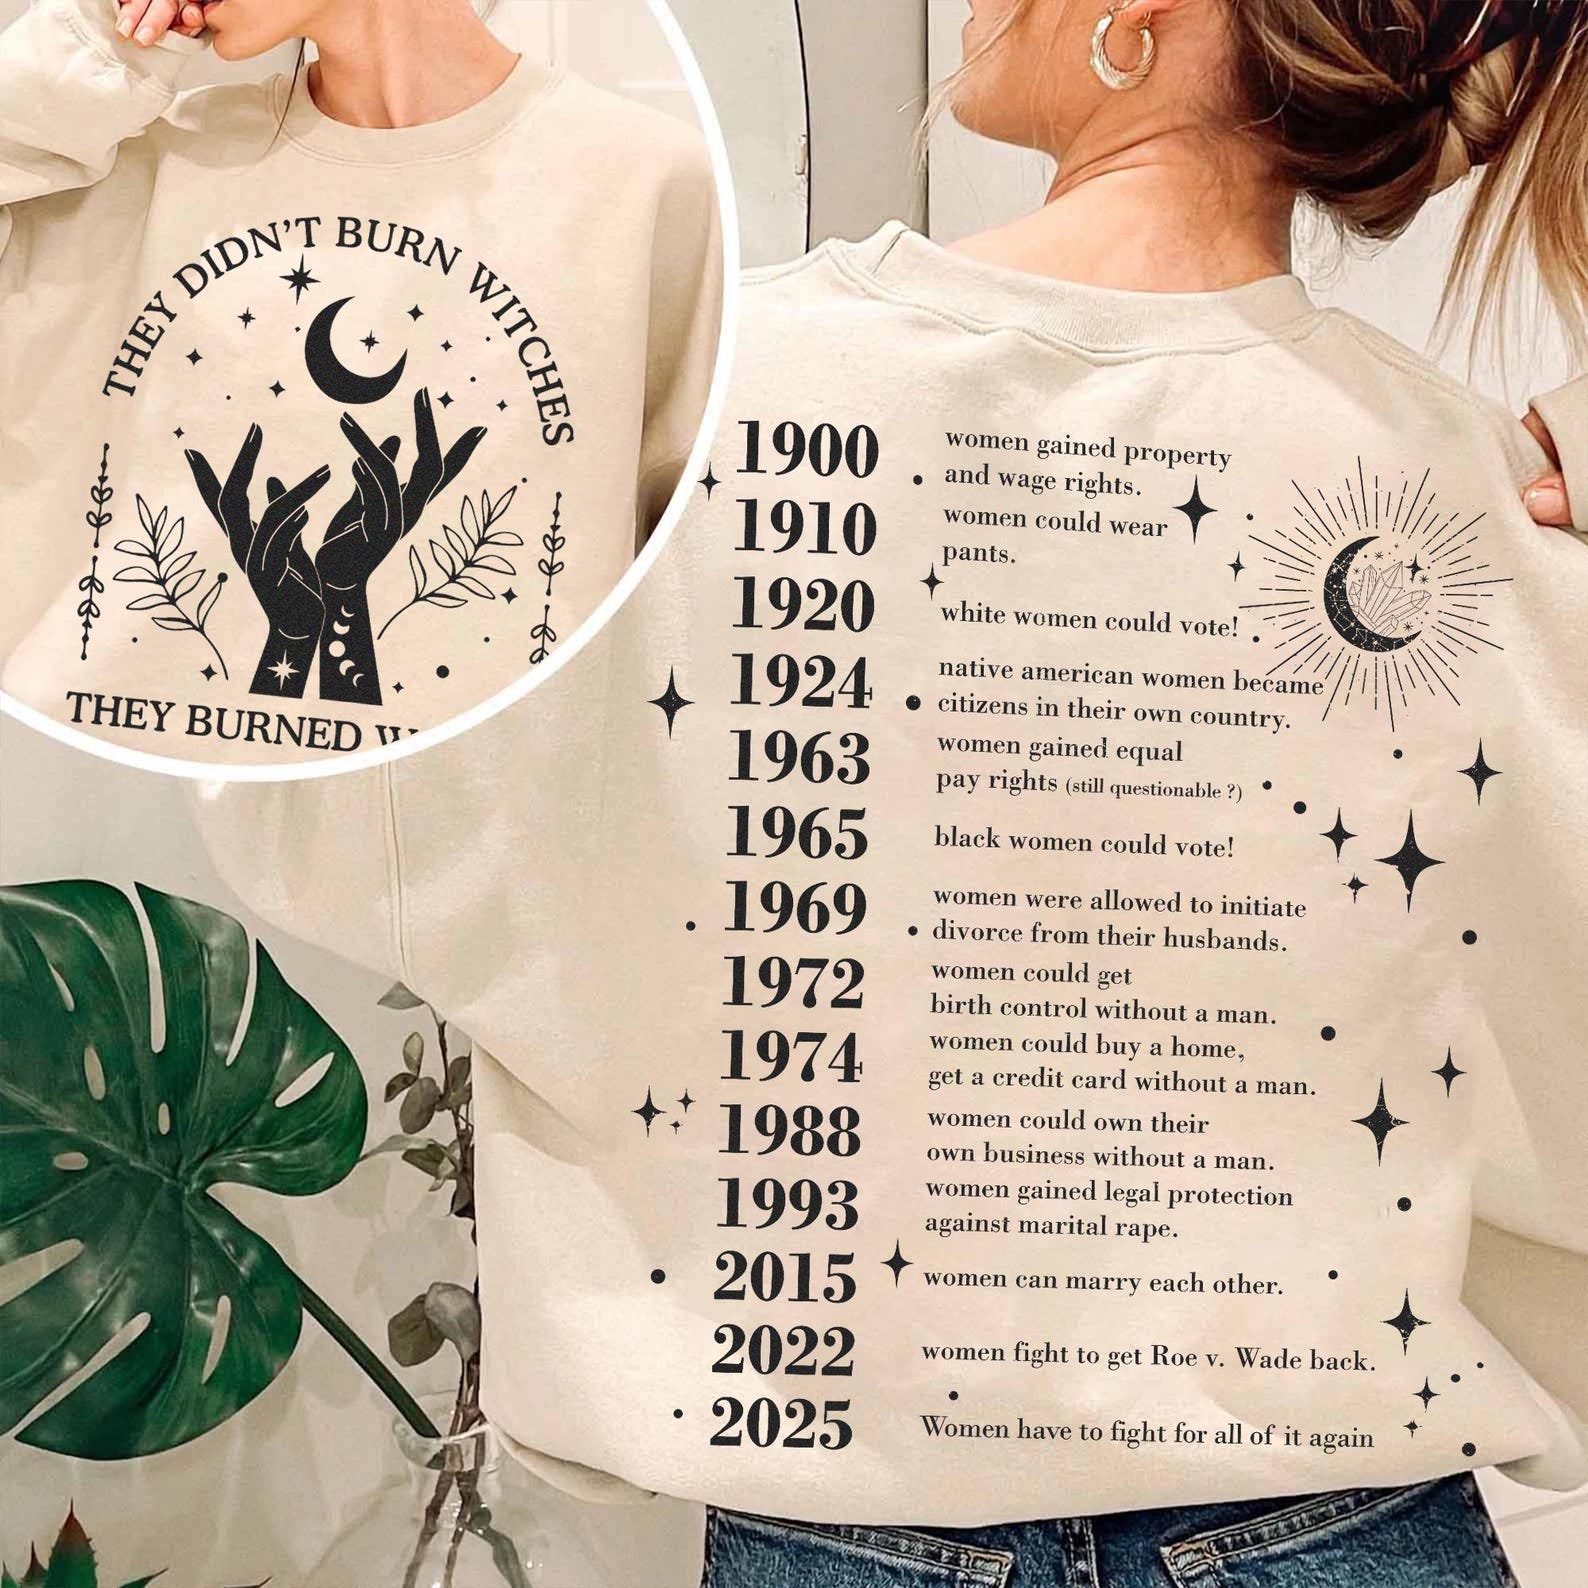 THEY DIDN'T BURN WITCHES
THEY BURNED
1900 women gained property
and wage rights.
1910 women could wear
pants.
1920 white women could vote!
1924 native american women became
citizens in their own country.
1963 women gained equal
pay rights (still questionable ?)
1965 black women could vote!
1969 women were allowed to initiate
divorce from their husbands.
1972 women could get
birth control without a man.
1974 women could buy a home,
get a credit card without a man.
1988 women could own their
own business without a man.
1993 women gained legal protection
against marital rape.
2015 women can marry each other.
2022 women fight to get Roe v. Wade back.
2025 Women have to fight for all of it again